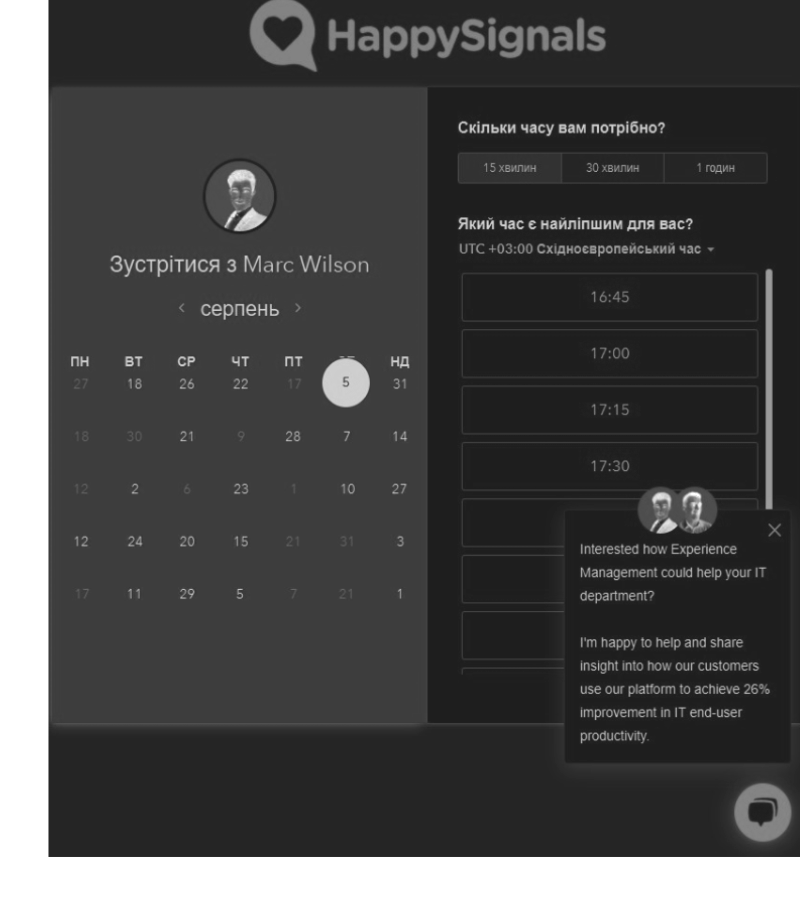 HappySignals
Зустрітися з Marc Wilson
серпень
ПН ВТ СР ЧТ ПТ НД
27 18 26 22 17 5 31
18 30 21 9 28 7 14
12 2 6 23 1 10 27
12 24 20 15 21 31 3
17 11 29 5 7 21 1
Скільки часу вам потрібно?
15 хвилин 30 хвилин 1 годин
Який час є найліпшим для вас?
UTC +03:00 Східноєвропейський час
16:45
17:00
17:15
17:30
Interested how Experience
Management could help your IT
department?
I'm happy to help and share
insight into how our customers
use our platform to achieve 26%
improvement in IT end-user
productivity.